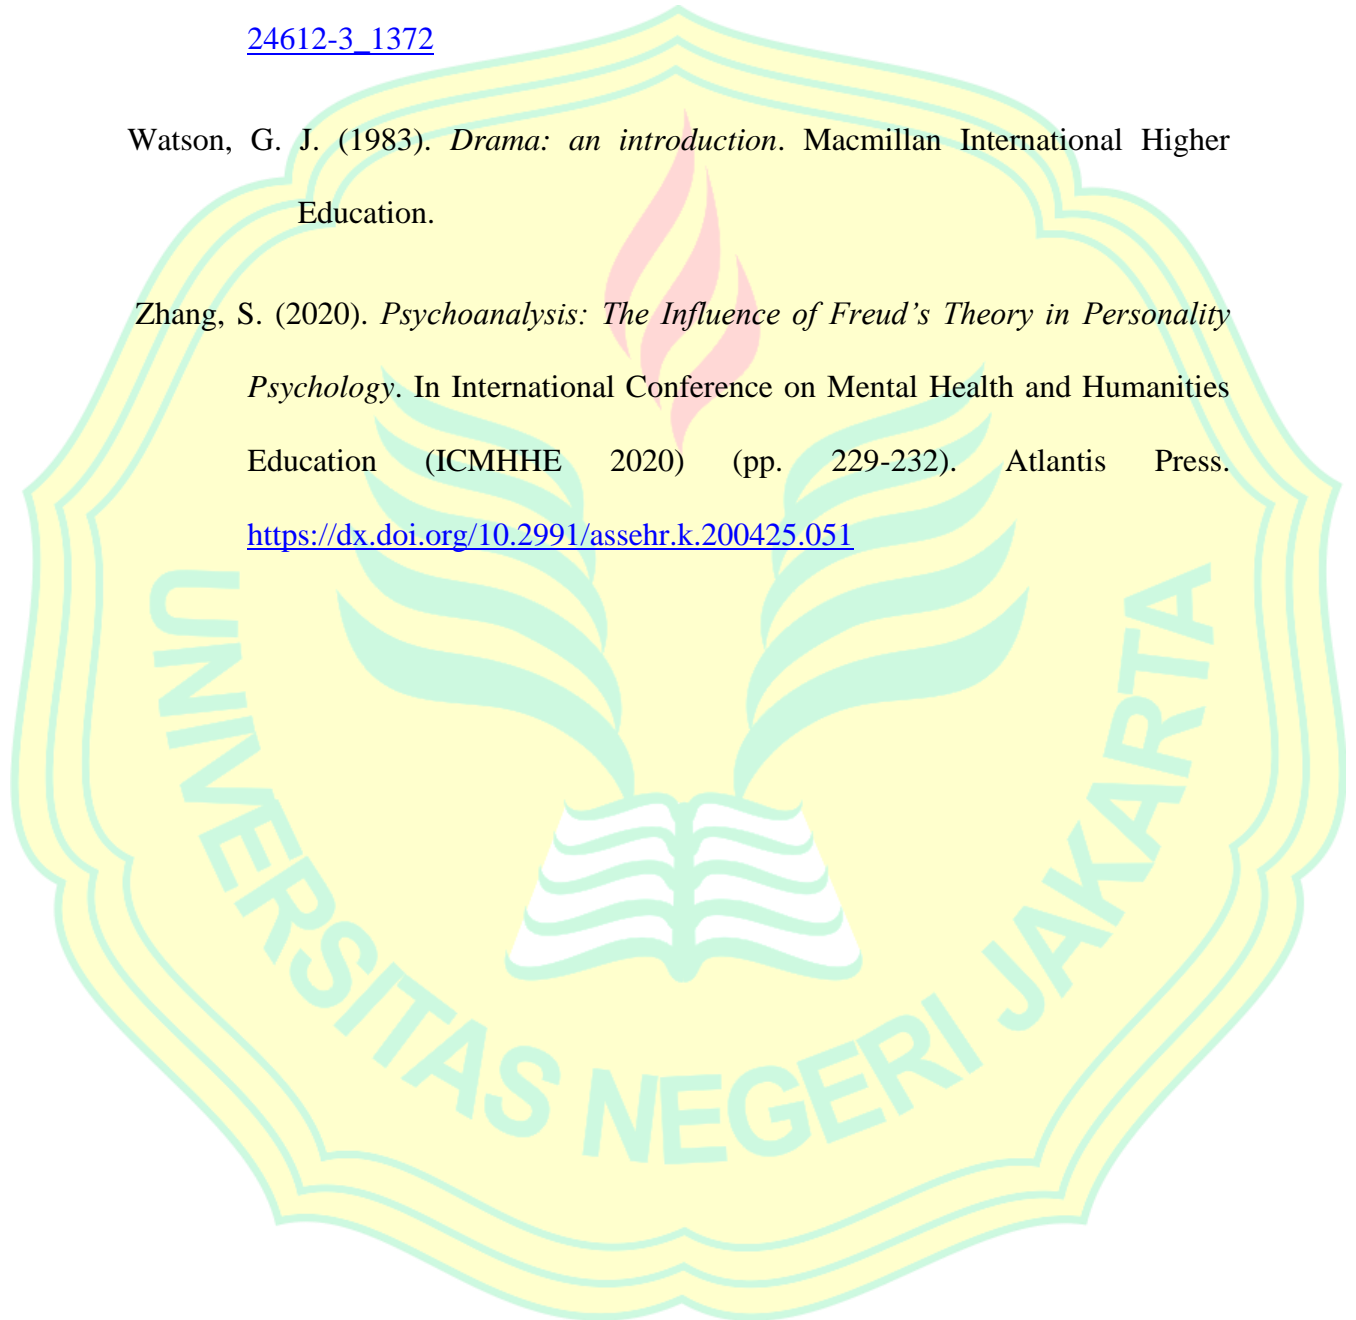 24612-3_1372
Watson, G. J. (1983). Drama: an introduction. Macmillan International Higher
Education.
Zhang, S. (2020). Psychoanalysis: The Influence of Freud’s Theory in Personality
Psychology. In International Conference on Mental Health and Humanities
Education (ICMHHE 2020) (pp. 229-232). Atlantis Press.
https://dx.doi.org/10.2991/assehr.k.200425.051
UNIVERSITAS NEGERI JAKARTA